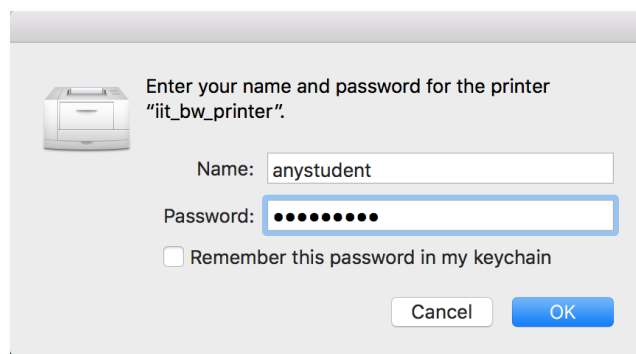 Enter your name and password for the printer
“iit_bw_printer”.
Name: anystudent
Password: •••••••••
Remember this password in my keychain
Cancel OK